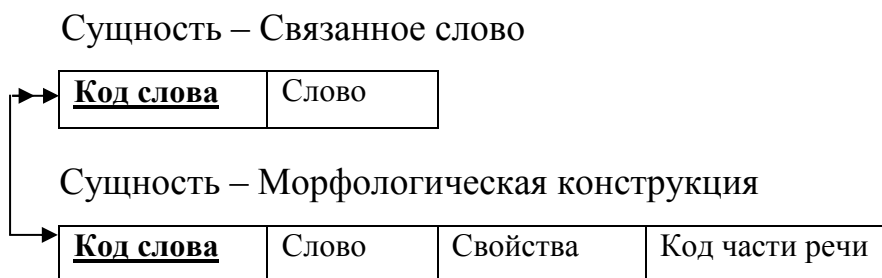 Сущность – Связанное слово
Код слова Слово
Сущность – Морфологическая конструкция
Код слова Слово Свойства Код части речи